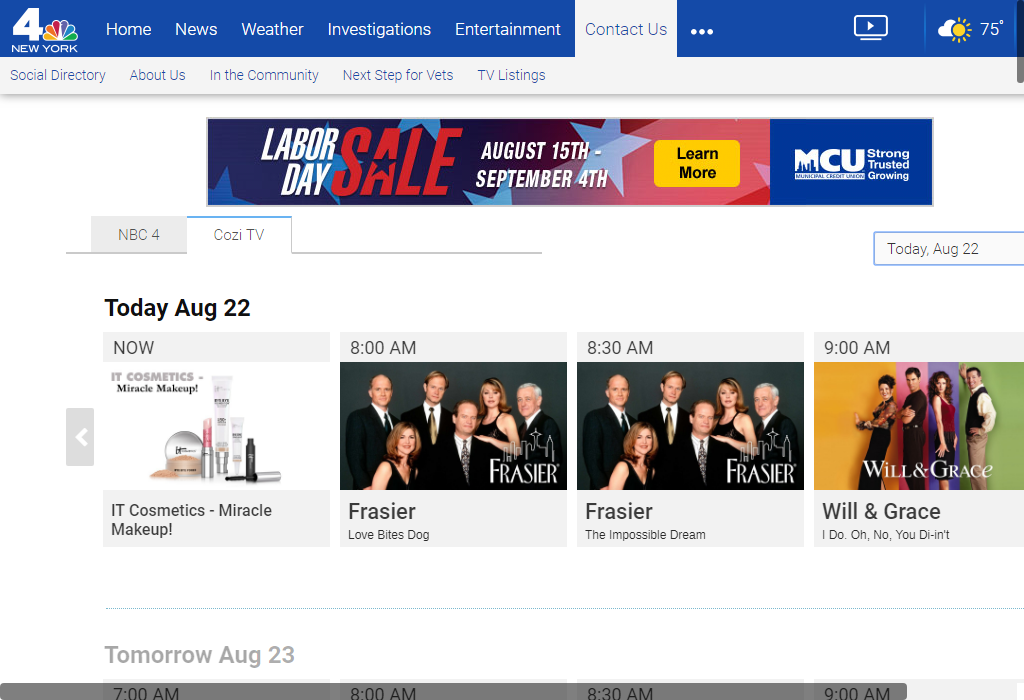 4
NEW YORK
Home
News
Weather
Investigations
Entertainment
Contact Us
•••
75°
Social Directory
About Us
In the Community
Next Step for Vets
TV Listings
LABOR
DAY
SALE
AUGUST 15TH -
SEPTEMBER 4TH
Learn
More
MCU
MUNICIPAL CREDIT UNION
Strong
Trusted
Growing
NBC 4
Cozi TV
Today, Aug 22
Today Aug 22
NOW
IT COSMETICS -
Miracle Makeup!
IT Cosmetics - Miracle
Makeup!
8:00 AM
FRASIER
Frasier
Love Bites Dog
8:30 AM
FRASIER
Frasier
The Impossible Dream
9:00 AM
WILL & GRACE
Will & Grace
I Do. Oh, No, You Di-in't
Tomorrow Aug 23
7:00 AM
8:00 AM
8:30 AM
9:00 AM